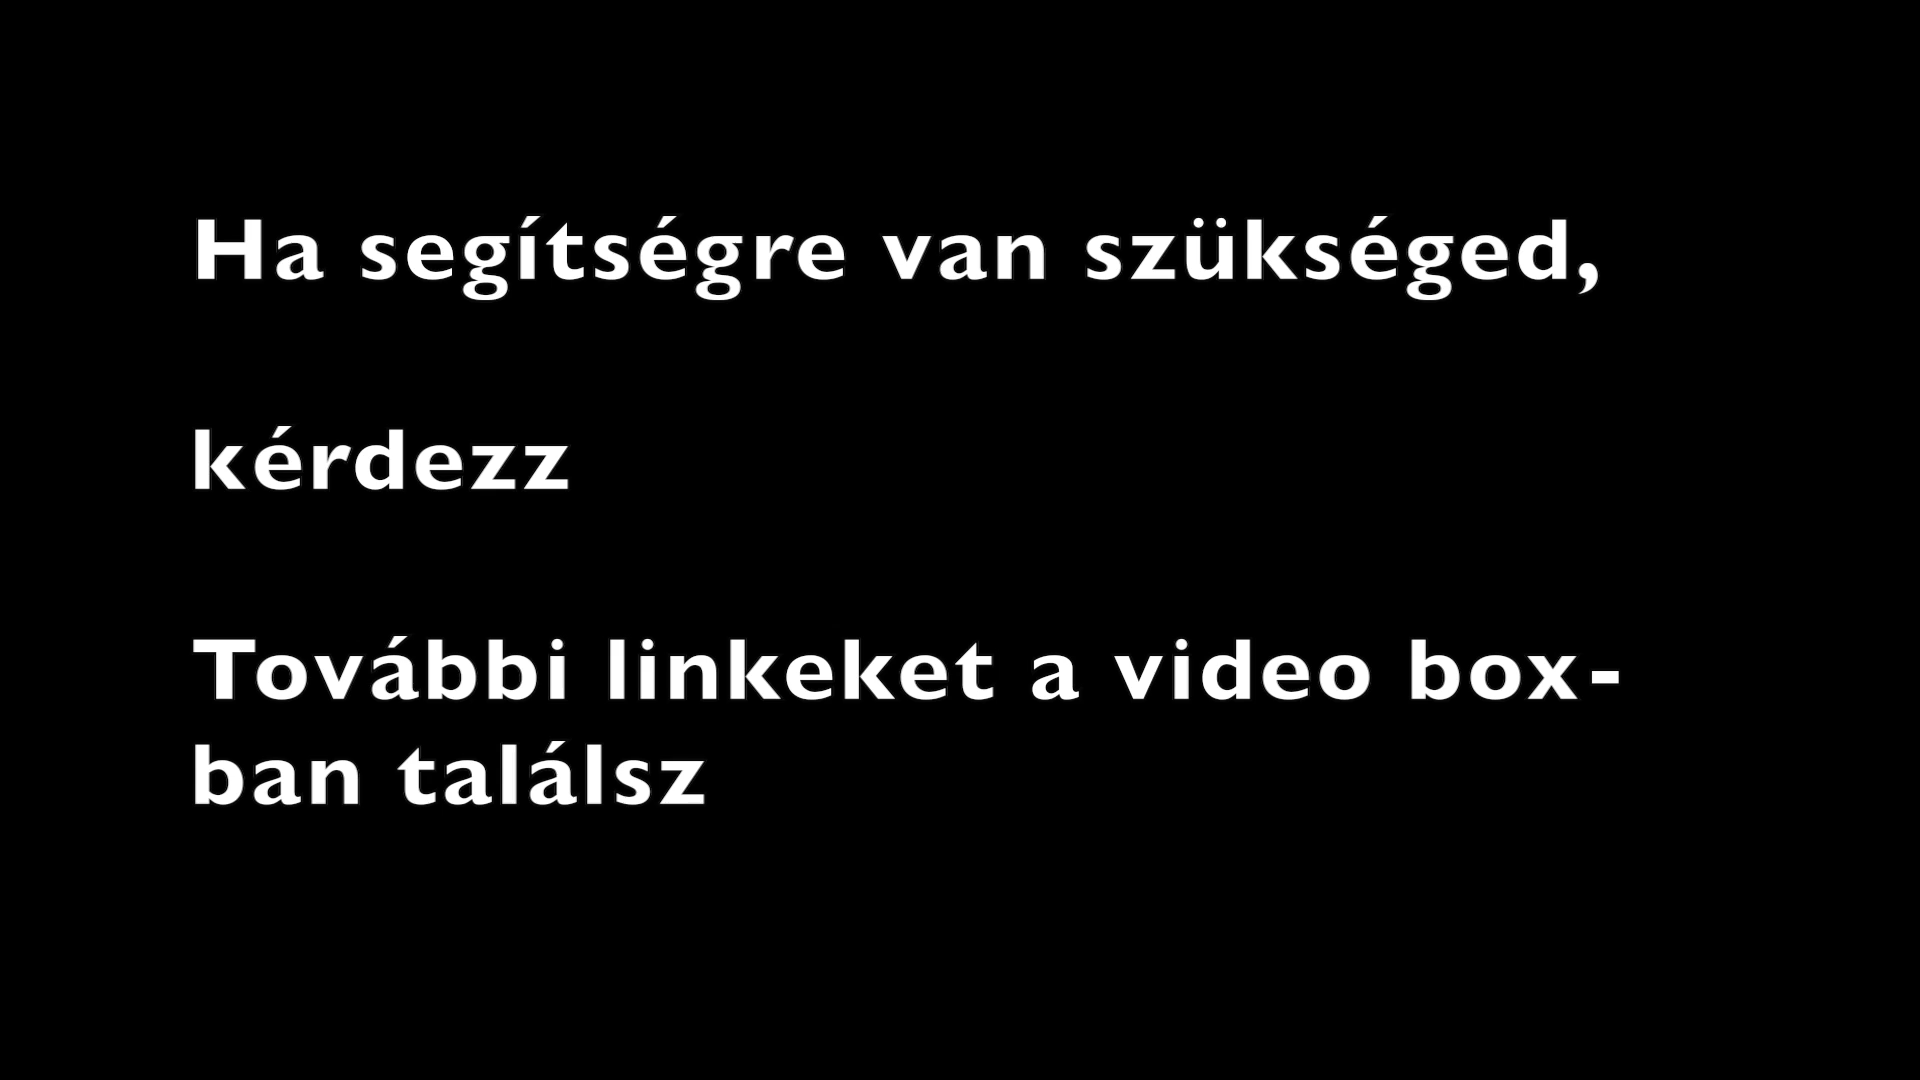 Ha segítségre van szükséged,
kérdezz
További linkeket a video box-
ban találsz